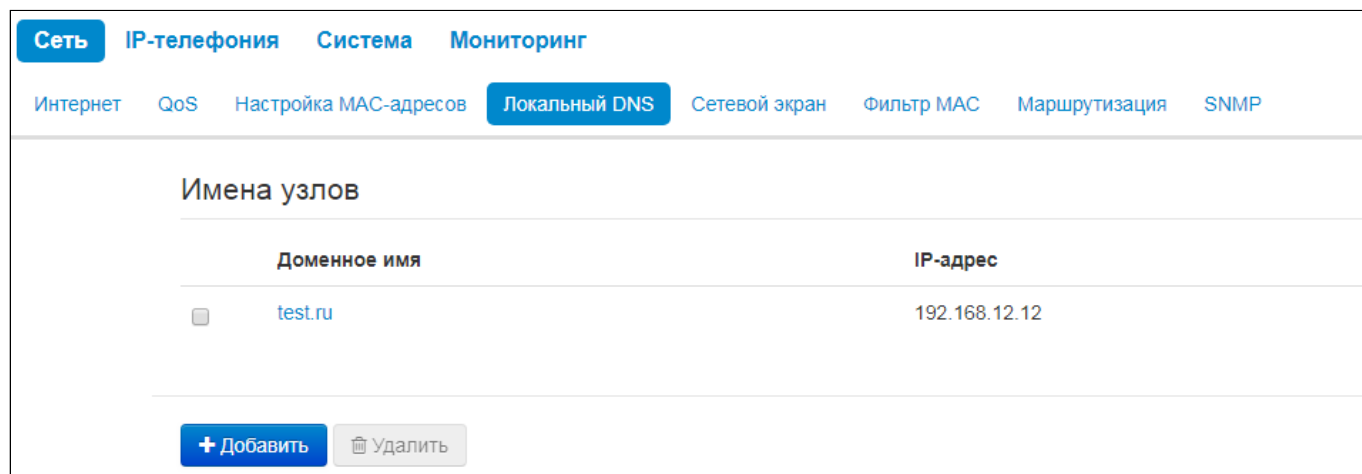 Сеть IP-телефония Система Мониторинг
Интернет QoS Настройка MAC-адресов Локальный DNS Сетевой экран Фильтр MAC Маршрутизация SNMP
Имена узлов
Доменное имя IP-адрес
test.ru 192.168.12.12
Добавить Удалить